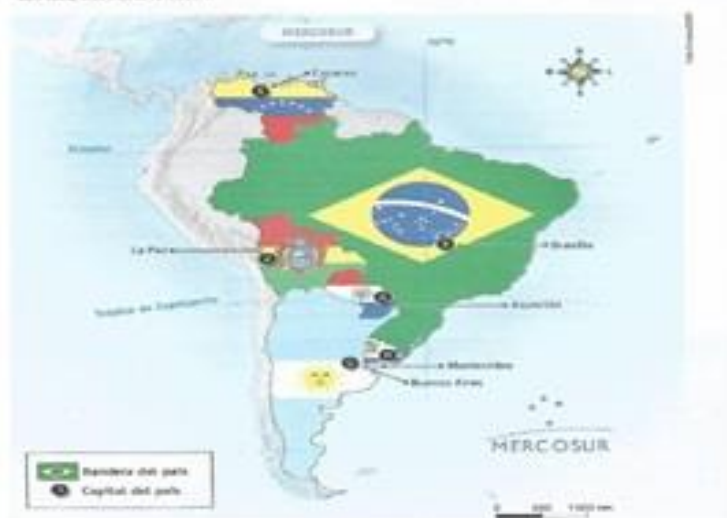 MERCOSUR
Caracas
Ecuador
La Paz
Brasilia
Trópico de Capricornio
Asunción
Montevideo
Buenos Aires
MERCOSUR
Bandera del país
Capital del país